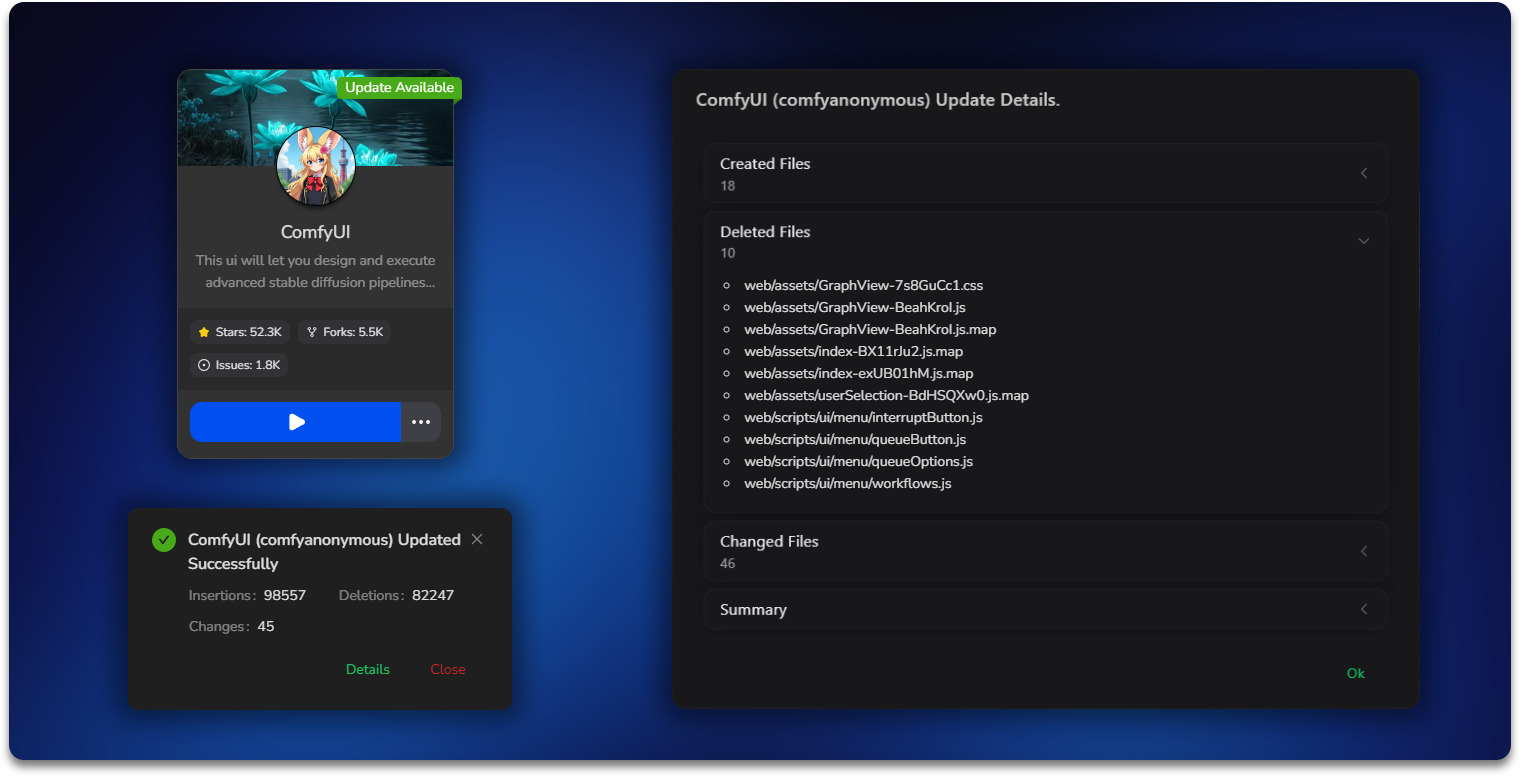 Update Available
ComfyUI
This ui will let you design and execute
advanced stable diffusion pipelines...
Stars: 52.3K
Forks: 5.5K
Issues: 1.8K
ComfyUI (comfyanonymous) Updated
Successfully
Insertions: 98557
Deletions: 82247
Changes: 45
Details
Close
ComfyUI (comfyanonymous) Update Details.
Created Files
18
Deleted Files
10
web/assets/GraphView-7s8GuCc1.css
web/assets/GraphView-BeahKrol.js
web/assets/GraphView-BeahKrol.js.map
web/assets/index-BX11rJu2.js.map
web/assets/index-exUB01hM.js.map
web/assets/userSelection-BdHSQXw0.js.map
web/scripts/ui/menu/interruptButton.js
web/scripts/ui/menu/queueButton.js
web/scripts/ui/menu/queueOptions.js
web/scripts/ui/menu/workflows.js
Changed Files
46
Summary
Ok